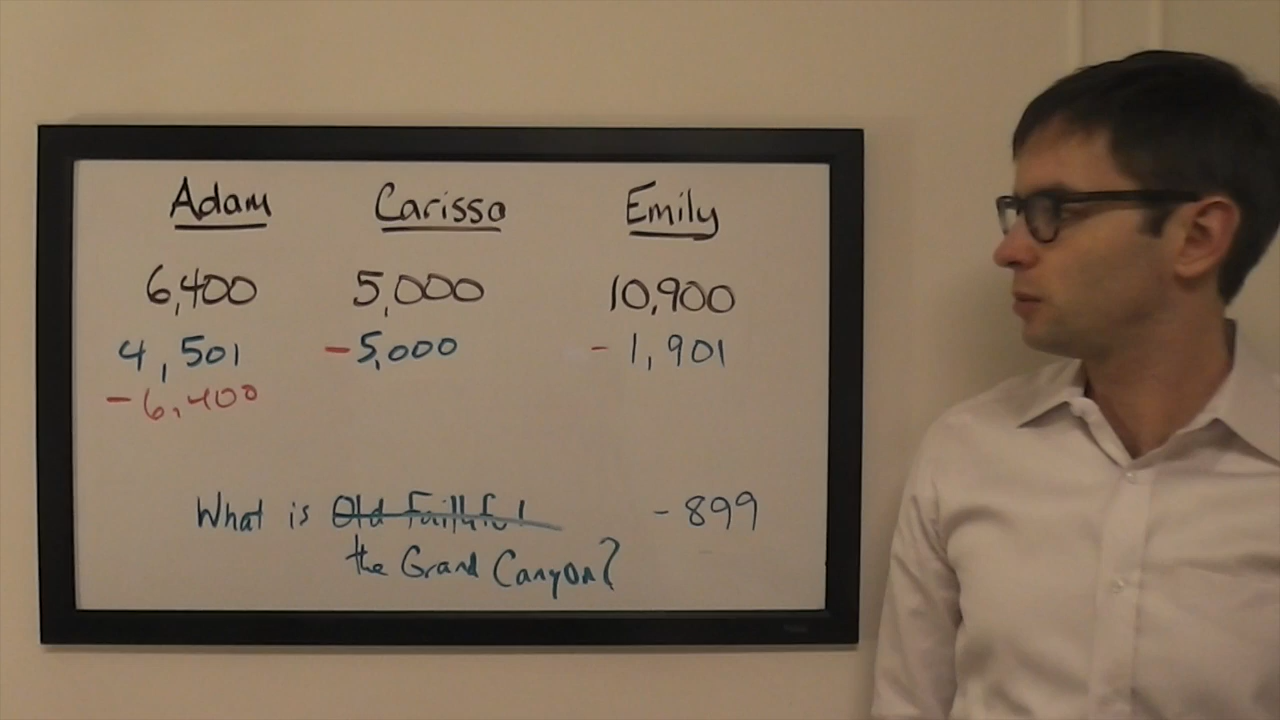 Adam Carissa Emily
6,400 5,000 10,900
4,501 -5,000 - 1,901
-6,400
What is Old Faithful -899
the Grand Canyon?